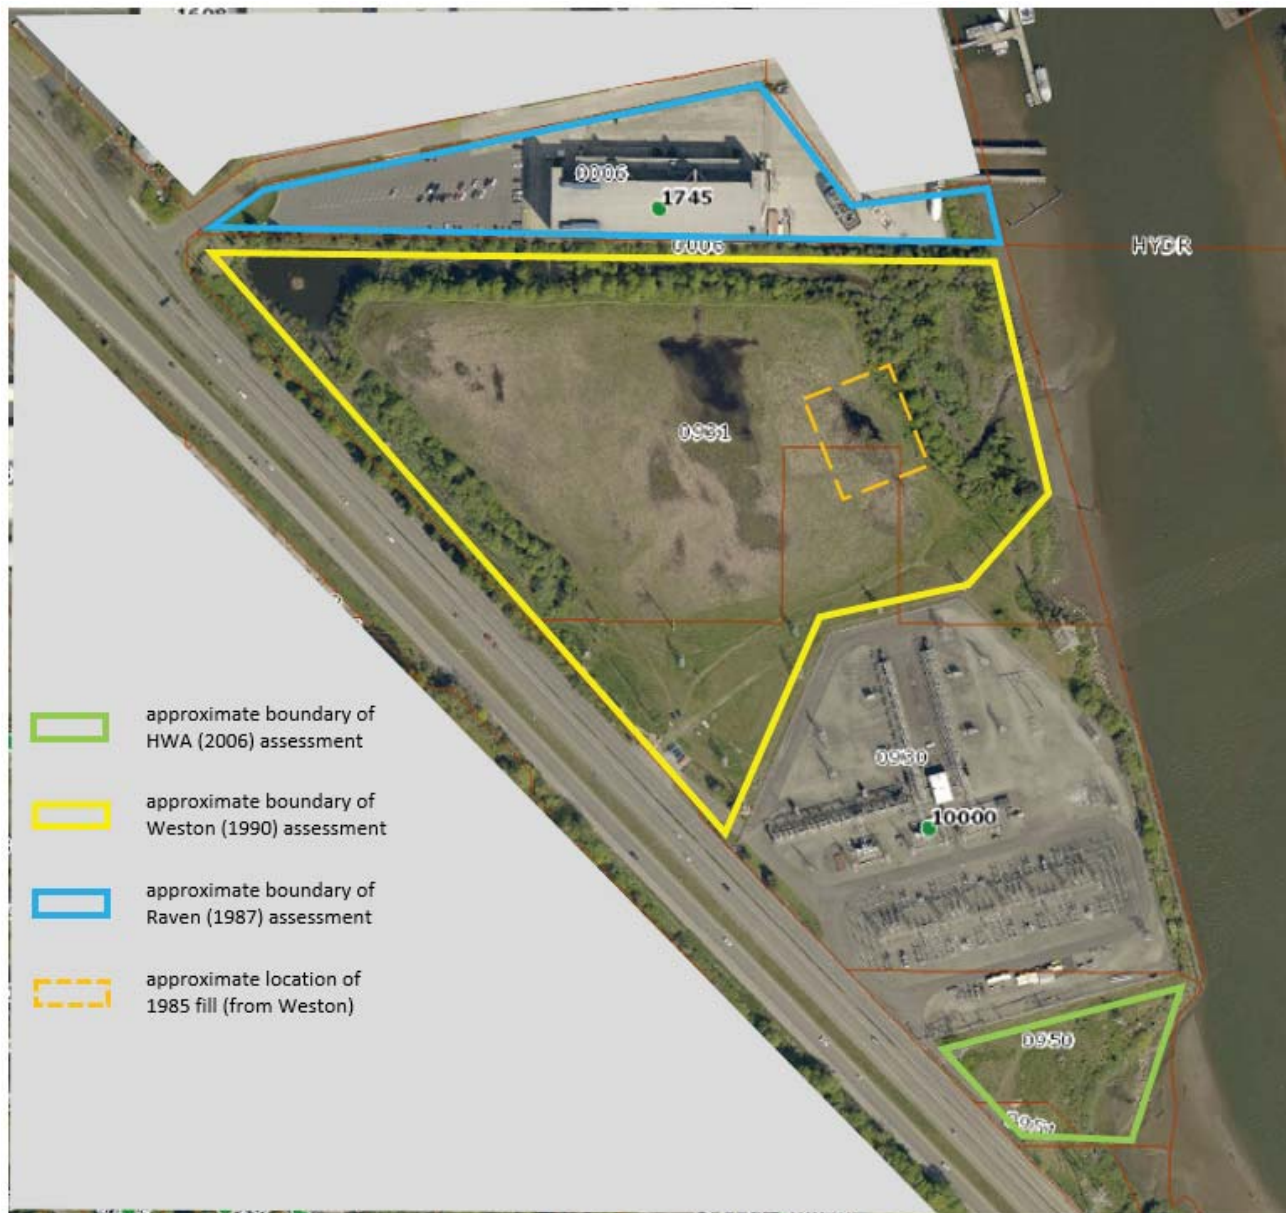 1608
0006
1745
0006
HYDR
0931
0930
10000
0950
approximate boundary of
HWA (2006) assessment
approximate boundary of
Weston (1990) assessment
approximate boundary of
Raven (1987) assessment
approximate location of
1985 fill (from Weston)